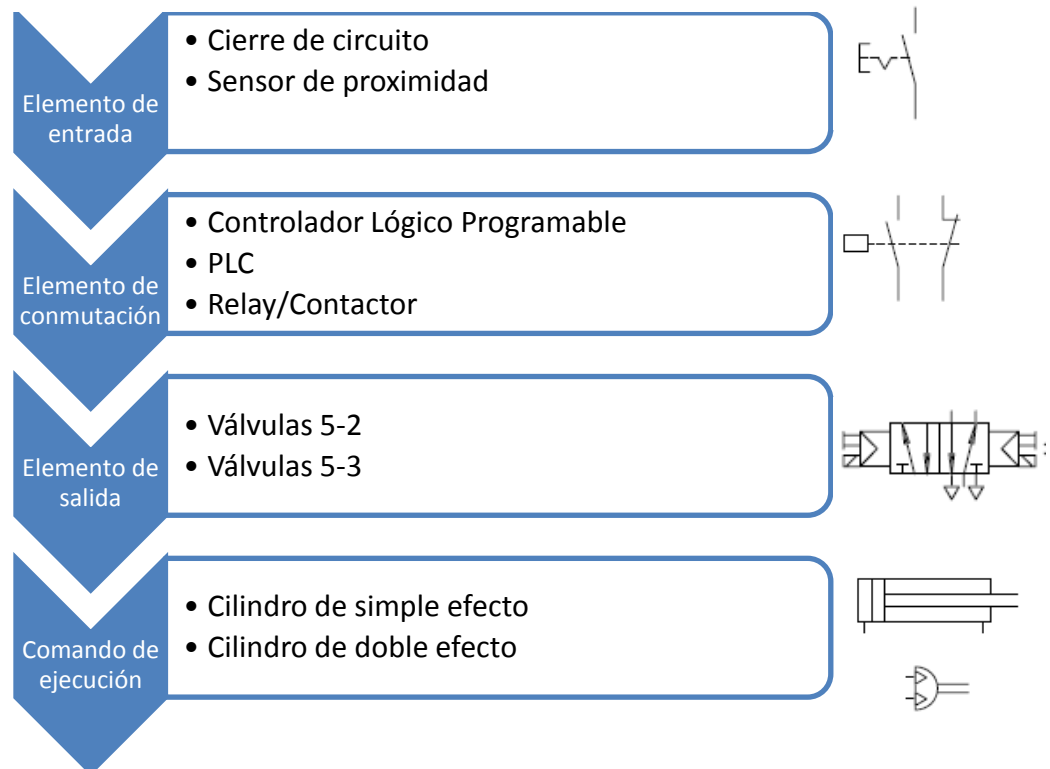 Elemento de
entrada
• Cierre de circuito
• Sensor de proximidad
Elemento de
conmutación
• Controlador Lógico Programable
• PLC
• Relay/Contactor
Elemento de
salida
• Válvulas 5-2
• Válvulas 5-3
Comando de
ejecución
• Cilindro de simple efecto
• Cilindro de doble efecto